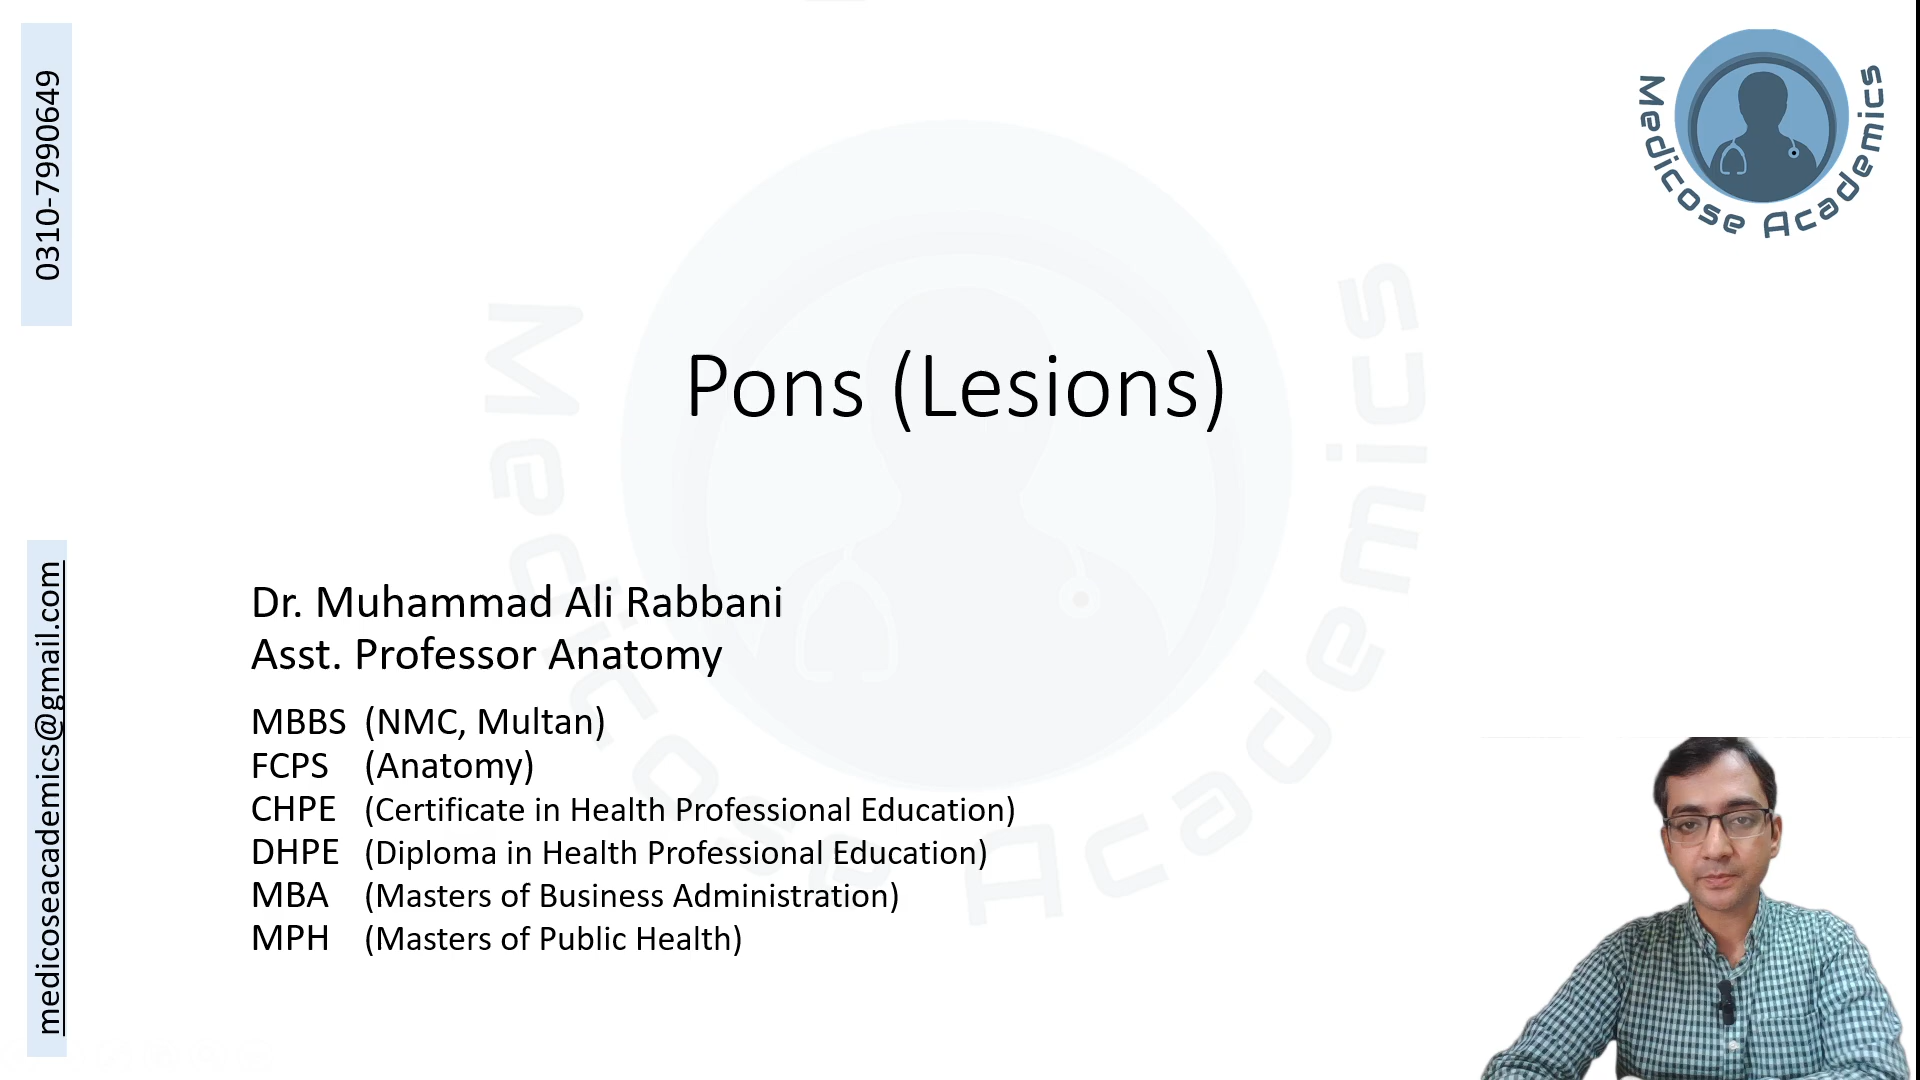 0310-7990649
medicoseacademics@gmail.com
Medicose Academics
Pons (Lesions)
Dr. Muhammad Ali Rabbani
Asst. Professor Anatomy
MBBS (NMC, Multan)
FCPS (Anatomy)
CHPE (Certificate in Health Professional Education)
DHPE (Diploma in Health Professional Education)
MBA (Masters of Business Administration)
MPH (Masters of Public Health)
Medicose Academics